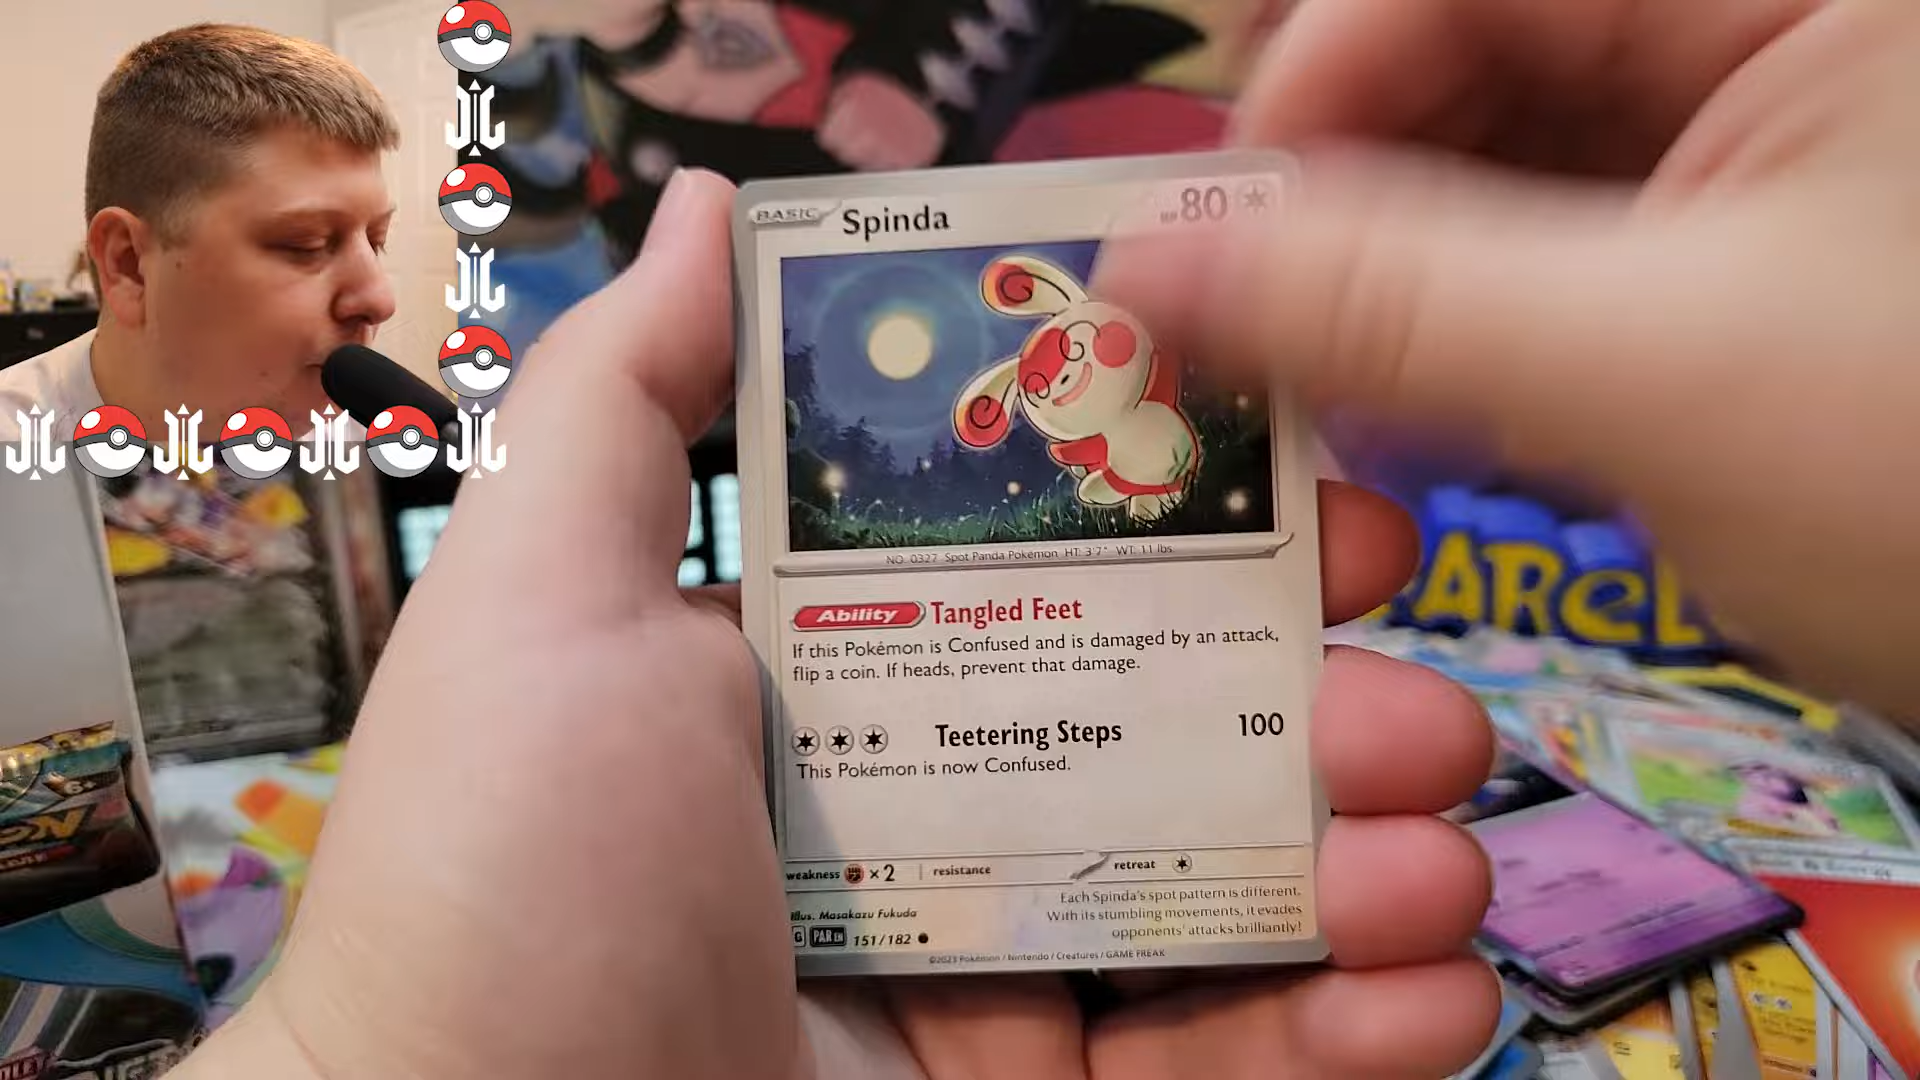 BASIC Spinda HP 80
NO. 0327 Spot Panda Pokémon HT: 3'7" WT: 11 lbs.
Ability Tangled Feet
If this Pokémon is Confused and is damaged by an attack,
flip a coin. If heads, prevent that damage.
Teetering Steps 100
This Pokémon is now Confused.
weakness ×2 resistance retreat
Each Spinda's spot pattern is different.
With its stumbling movements, it evades
opponents' attacks brilliantly!
Illus. Masakazu Fukuda
G PAR EN 151/182
©2023 Pokémon / Nintendo / Creatures / GAME FREAK
6+